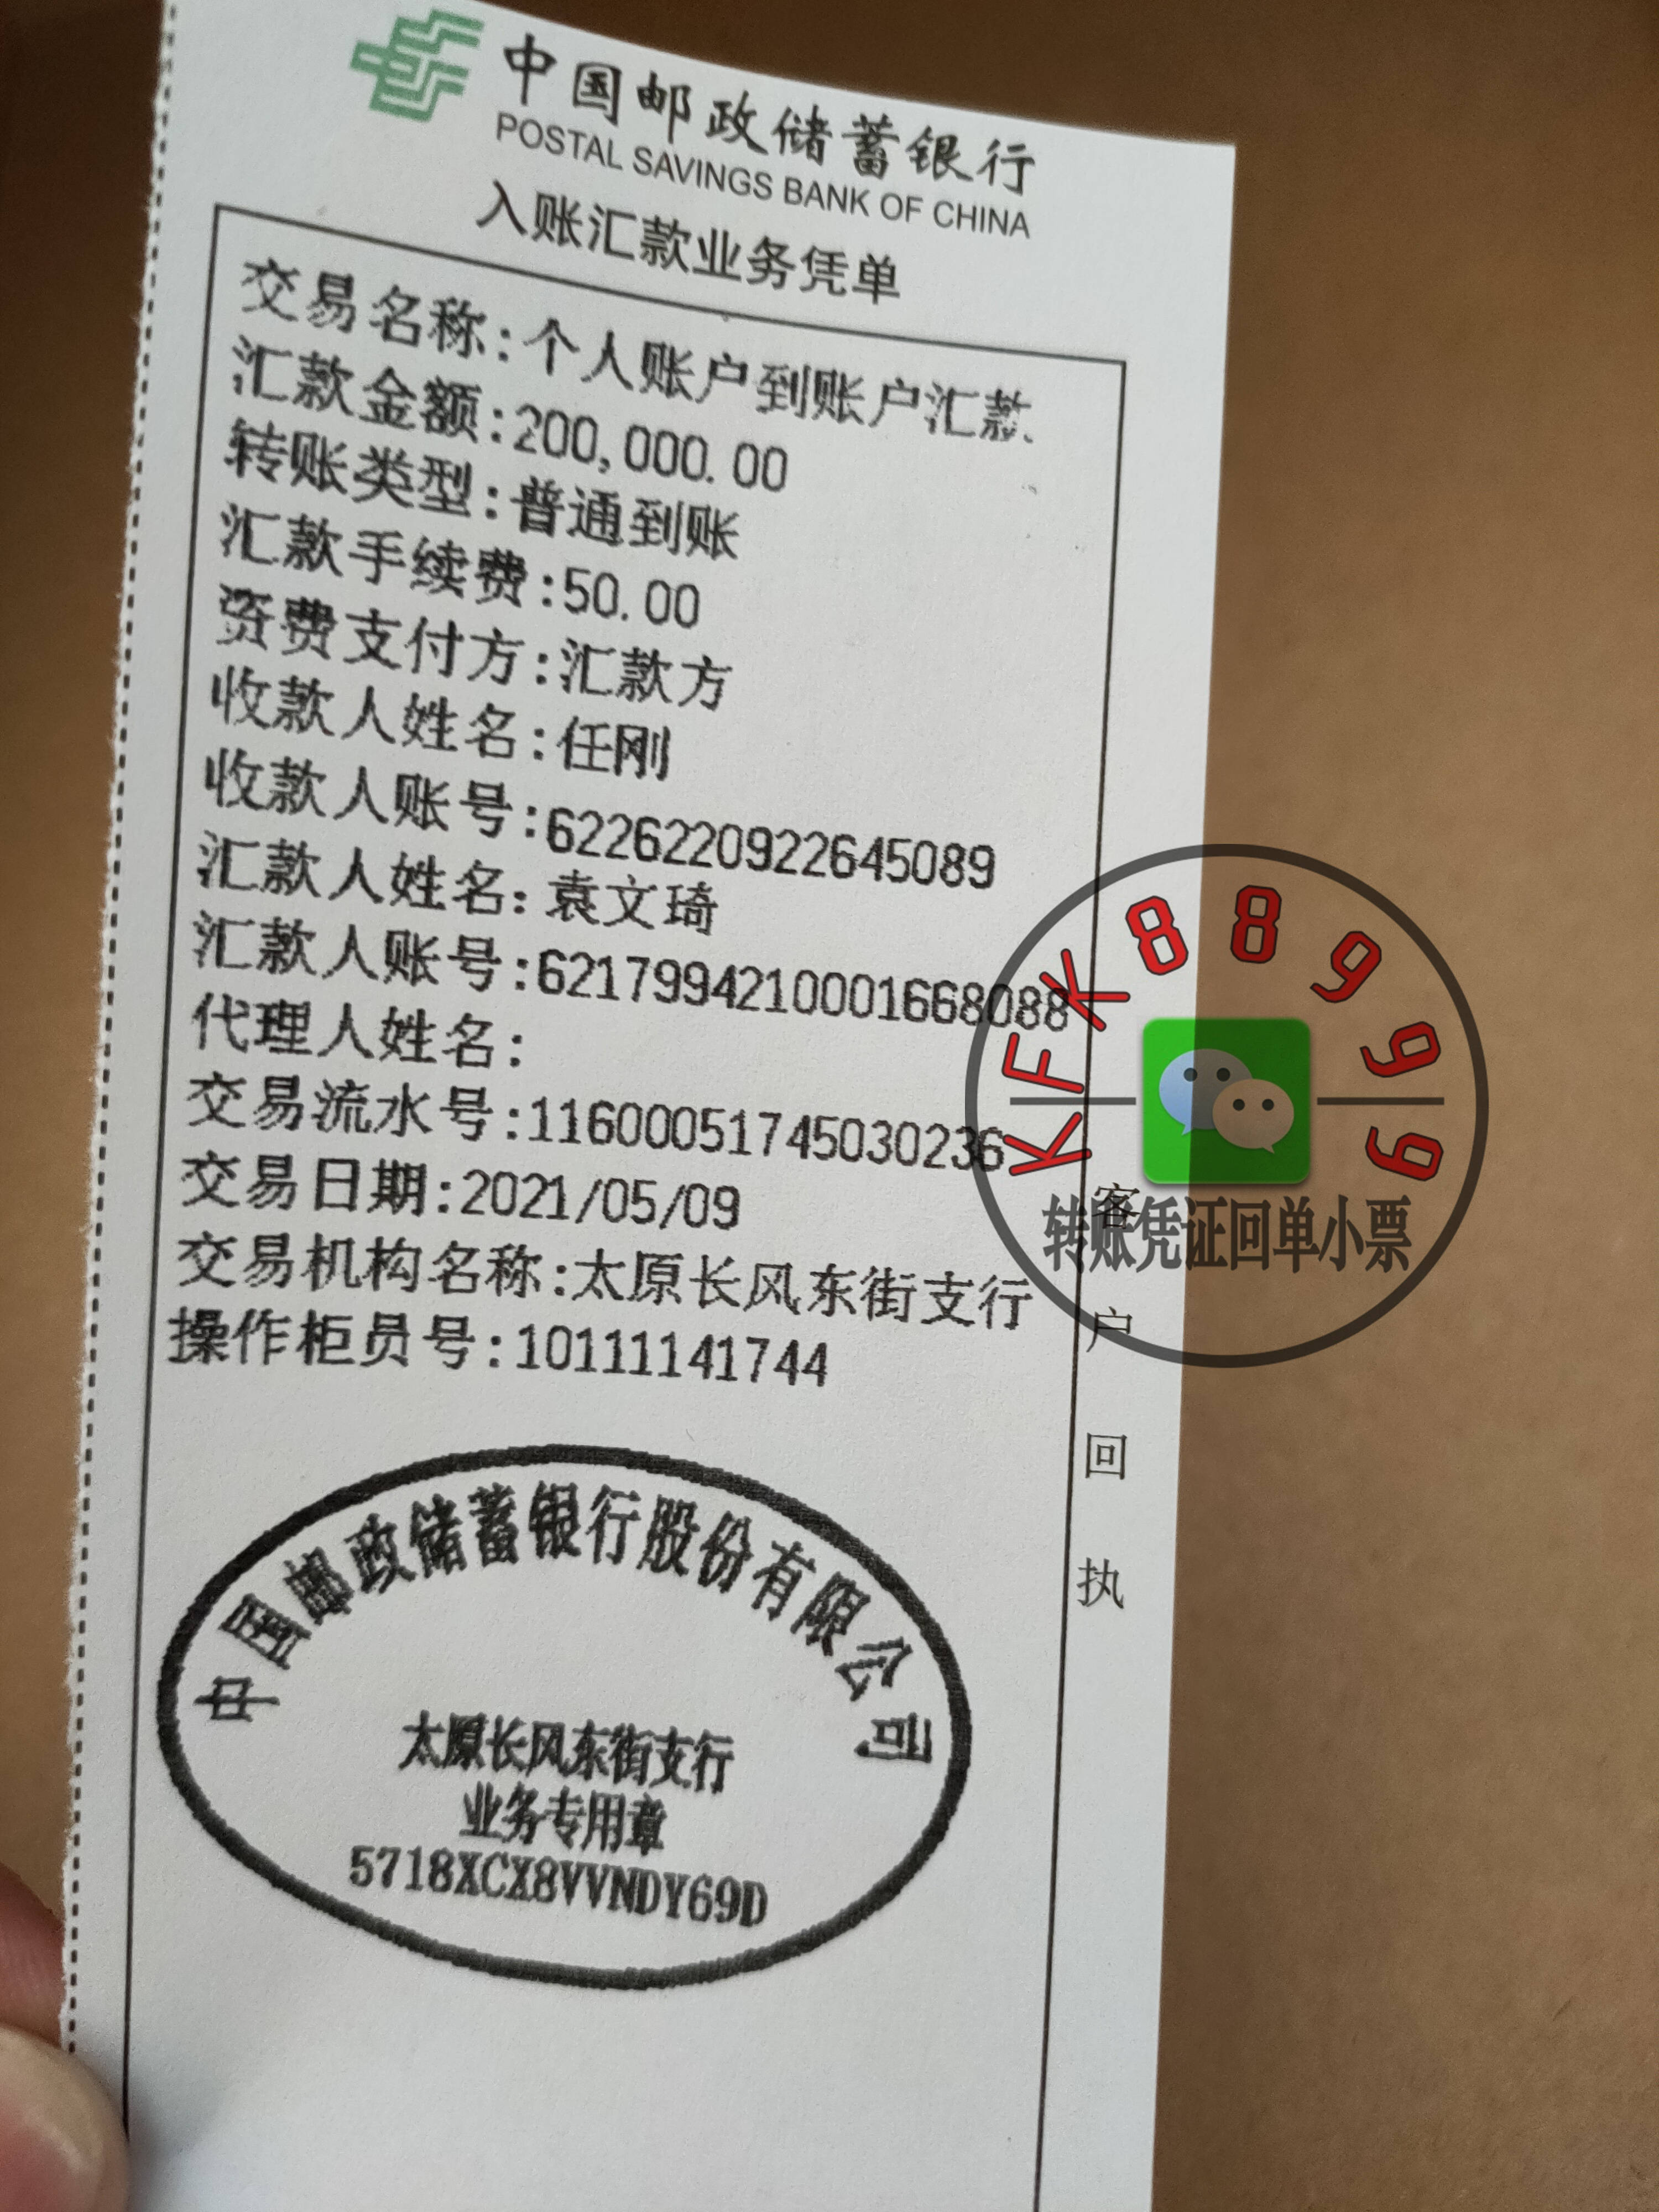 中国邮政储蓄银行
POSTAL SAVINGS BANK OF CHINA
入账汇款业务凭单
交易名称:个人账户到账户汇款
汇款金额:200,000.00
转账类型:普通到账
汇款手续费:50.00
资费支付方:汇款方
收款人姓名:任刚
收款人账号:6226220922645089
汇款人姓名:袁文琦
汇款人账号:6217994210001668088
代理人姓名:
交易流水号:11600051745030236
交易日期:2021/05/09
交易机构名称:太原长风东街支行
操作柜员号:10111141744
客户回执
中国邮政储蓄银行股份有限公司
太原长风东街支行
业务专用章
5718XCX8VVNDY69D
KFK88999
转账凭证回单小票